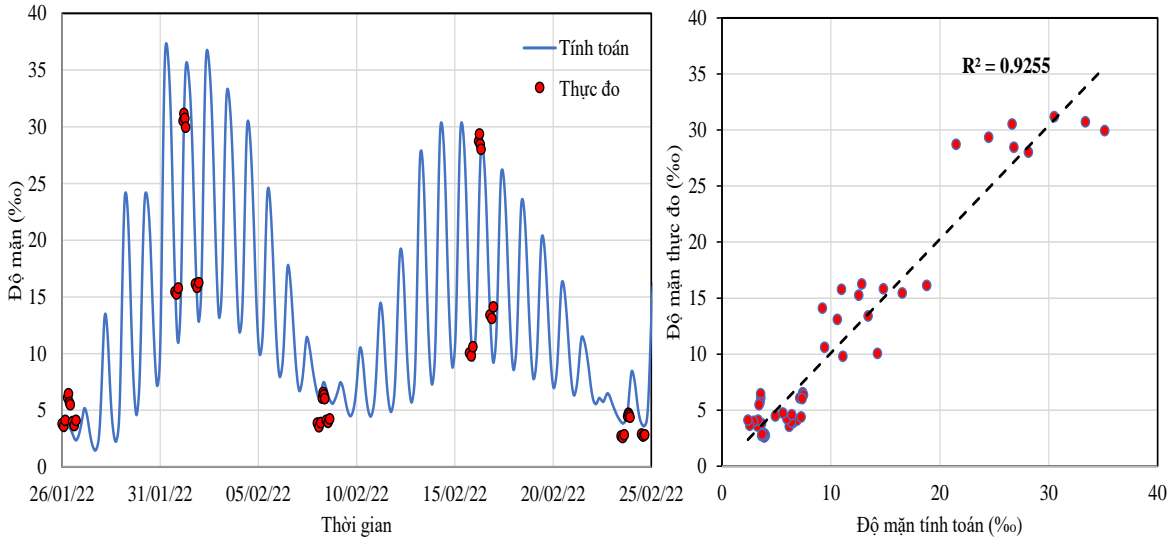 40
35
30
25
20
15
10
5
0
Độ mặn (‰)
Tính toán
Thực đo
26/01/22 31/01/22 05/02/22 10/02/22 15/02/22 20/02/22 25/02/22
Thời gian
40
35
30
25
20
15
10
5
0
Độ mặn thực đo (‰)
R² = 0.9255
0 10 20 30 40
Độ mặn tính toán (‰)